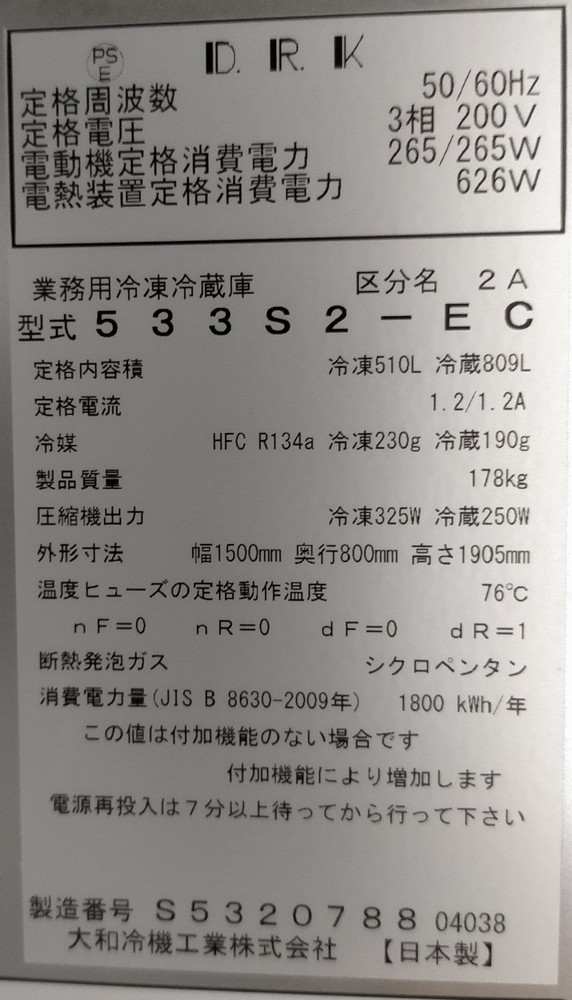 PS
E
D.R.K
定格周波数 50/60Hz
定格電圧 3相 200V
電動機定格消費電力 265/265W
電熱装置定格消費電力 626W
業務用冷凍冷蔵庫 区分名 2A
型式 533S2-EC
定格内容積 冷凍510L 冷蔵809L
定格電流 1.2/1.2A
冷媒 HFC R134a 冷凍230g 冷蔵190g
製品質量 178kg
圧縮機出力 冷凍325W 冷蔵250W
外形寸法 幅1500mm 奥行800mm 高さ1905mm
温度ヒューズの定格動作温度 76℃
nF=0 nR=0 dF=0 dR=1
断熱発泡ガス シクロペンタン
消費電力量(JIS B 8630-2009年) 1800 kWh/年
この値は付加機能のない場合です
付加機能により増加します
電源再投入は7分以上待ってから行って下さい
製造番号 S5320788 04038
大和冷機工業株式会社 【日本製】